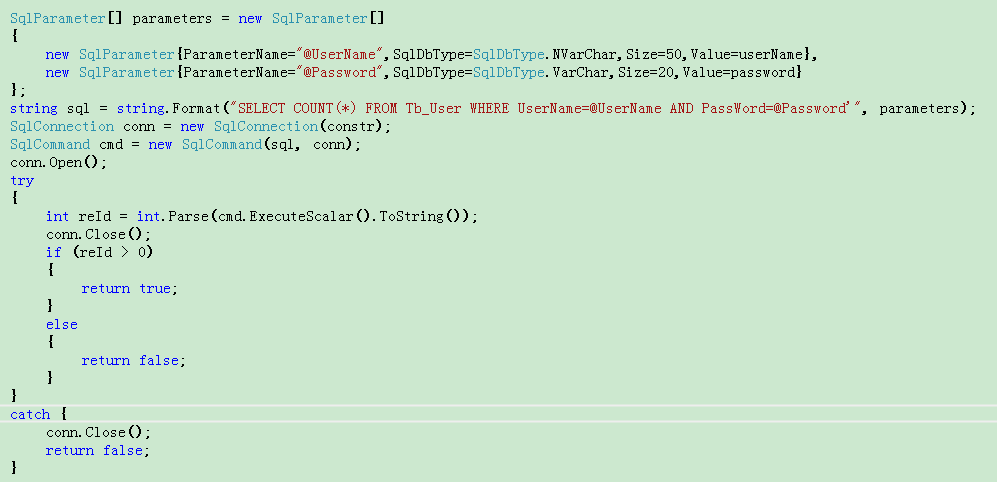 SqlParameter[] parameters = new SqlParameter[]
{
    new SqlParameter{ParameterName="@UserName",SqlDbType=SqlDbType.NVarChar,Size=50,Value=userName},
    new SqlParameter{ParameterName="@Password",SqlDbType=SqlDbType.VarChar,Size=20,Value=password}
};
string sql = string.Format("SELECT COUNT(*) FROM Tb_User WHERE UserName=@UserName AND PassWord=@Password'", parameters);
SqlConnection conn = new SqlConnection(constr);
SqlCommand cmd = new SqlCommand(sql, conn);
conn.Open();
try
{
    int reId = int.Parse(cmd.ExecuteScalar().ToString());
    conn.Close();
    if (reId > 0)
    {
        return true;
    }
    else
    {
        return false;
    }
}
catch {
    conn.Close();
    return false;
}